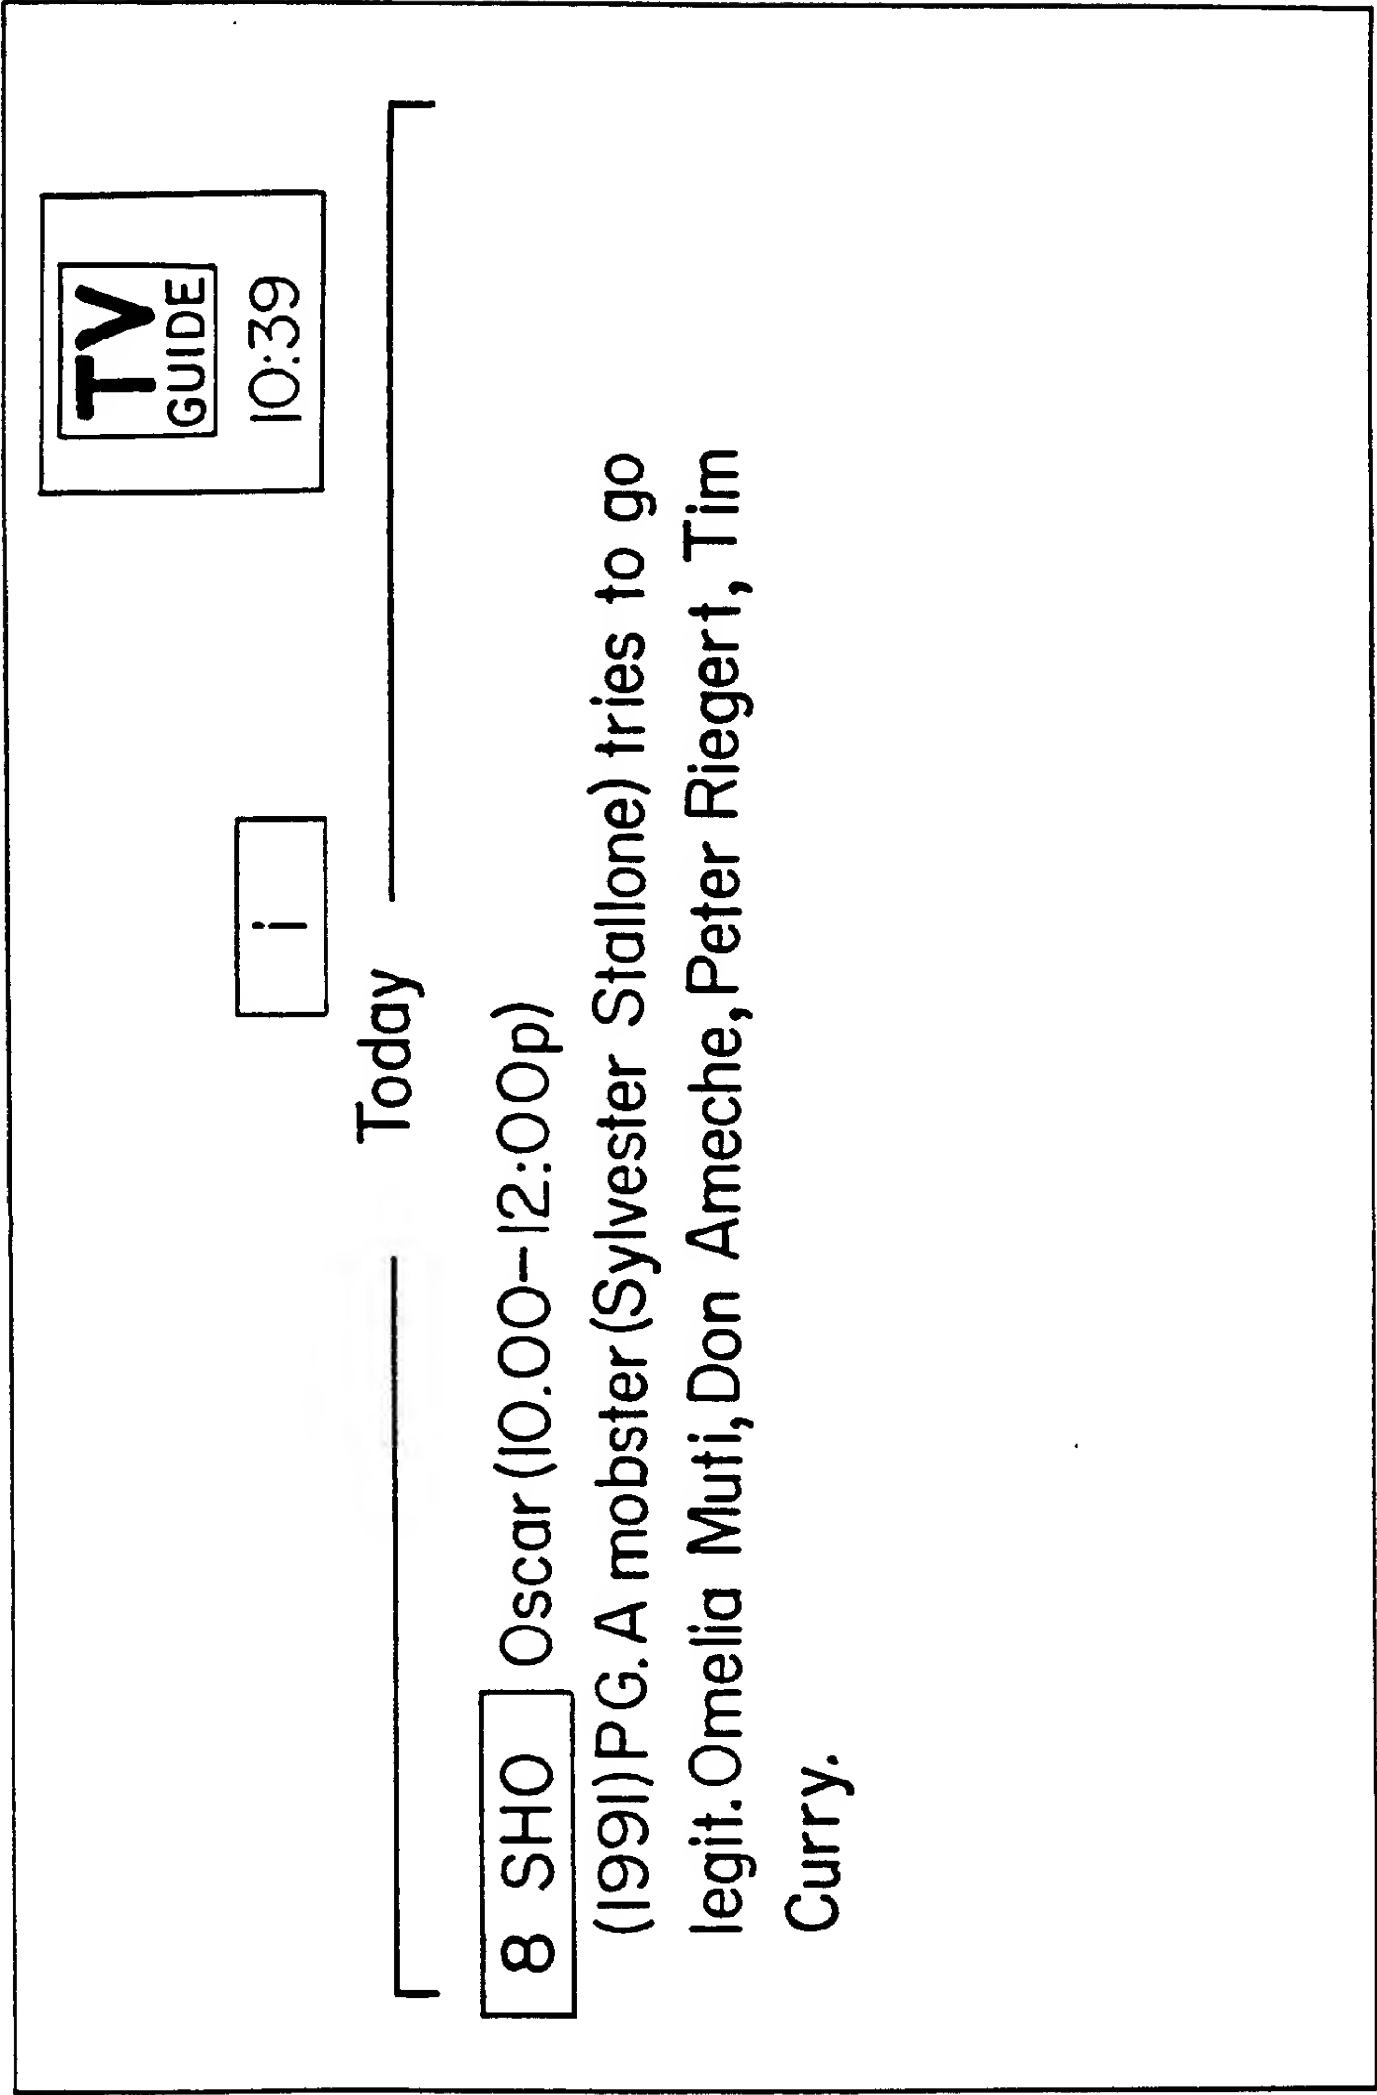 TV
GUIDE
10:39
i
Today
8 SHO Oscar (10.00-12:00p)
(1991) PG. A mobster (Sylvester Stallone) tries to go
legit. Omelia Muti, Don Ameche, Peter Riegert, Tim
Curry.